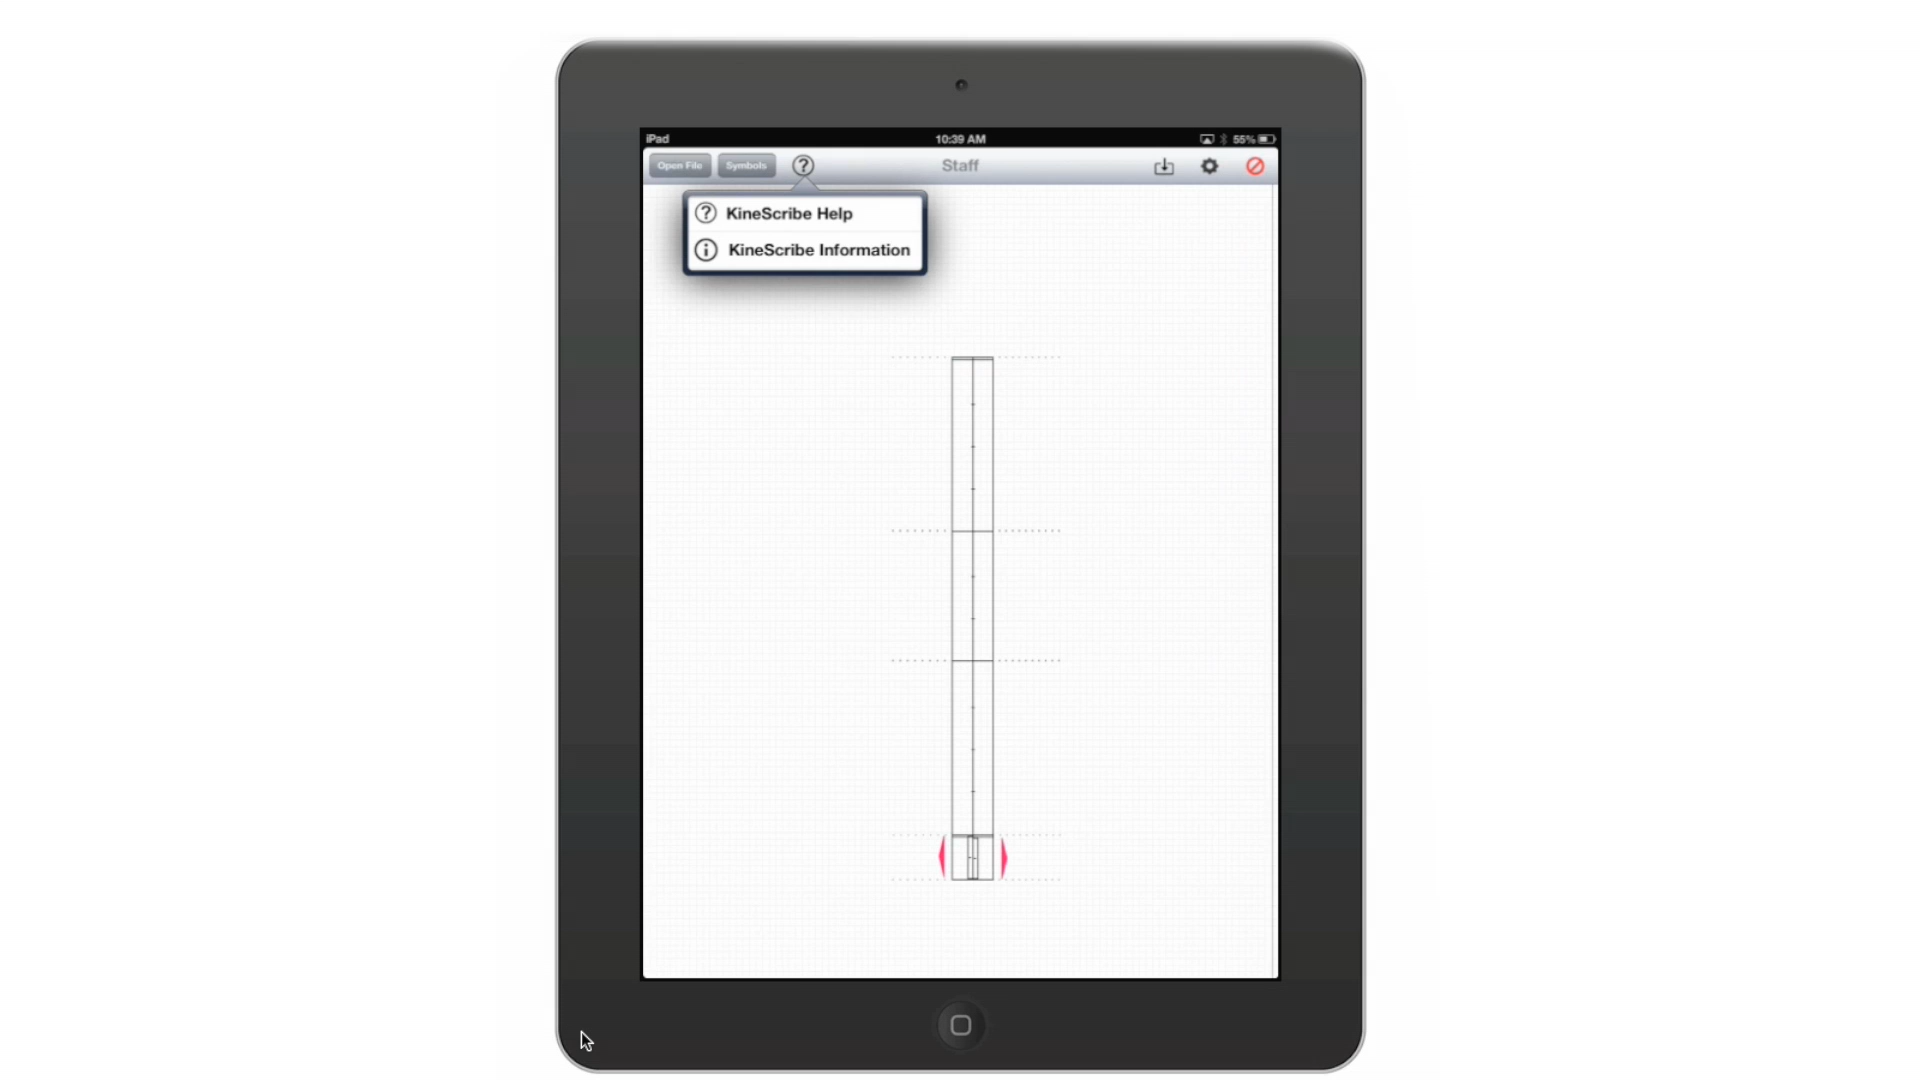 iPad 10:39 AM 55%
Open File Symbols ? Staff
? KineScribe Help
i KineScribe Information